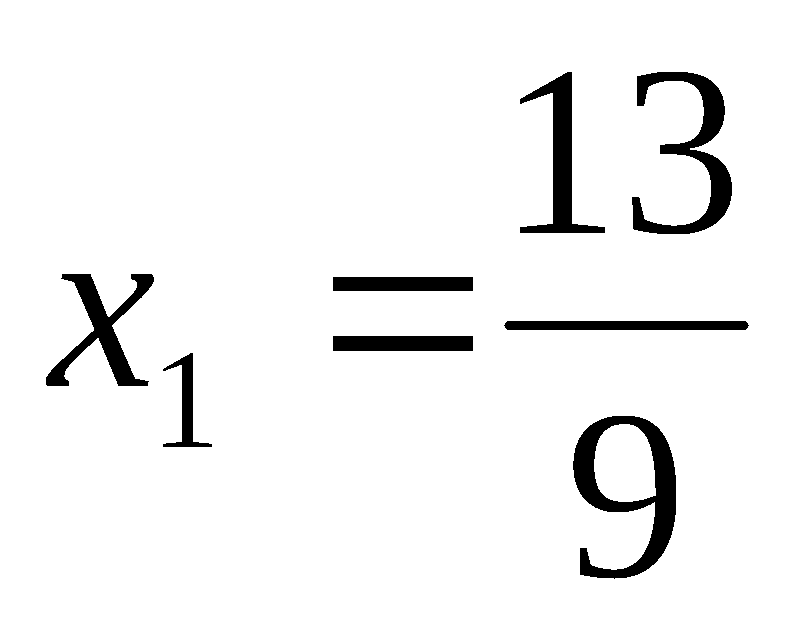 x₁ = 13/9